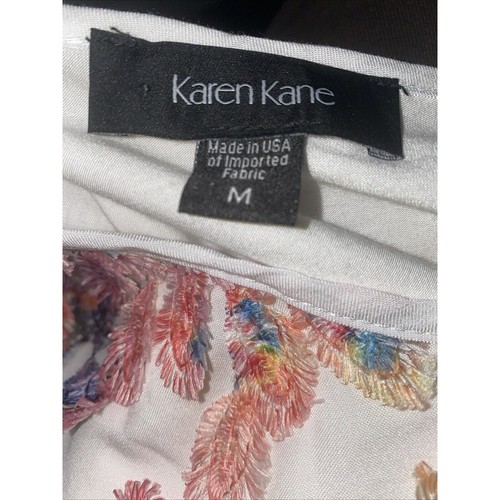 Karen Kane
Made in USA
of Imported
Fabric
M